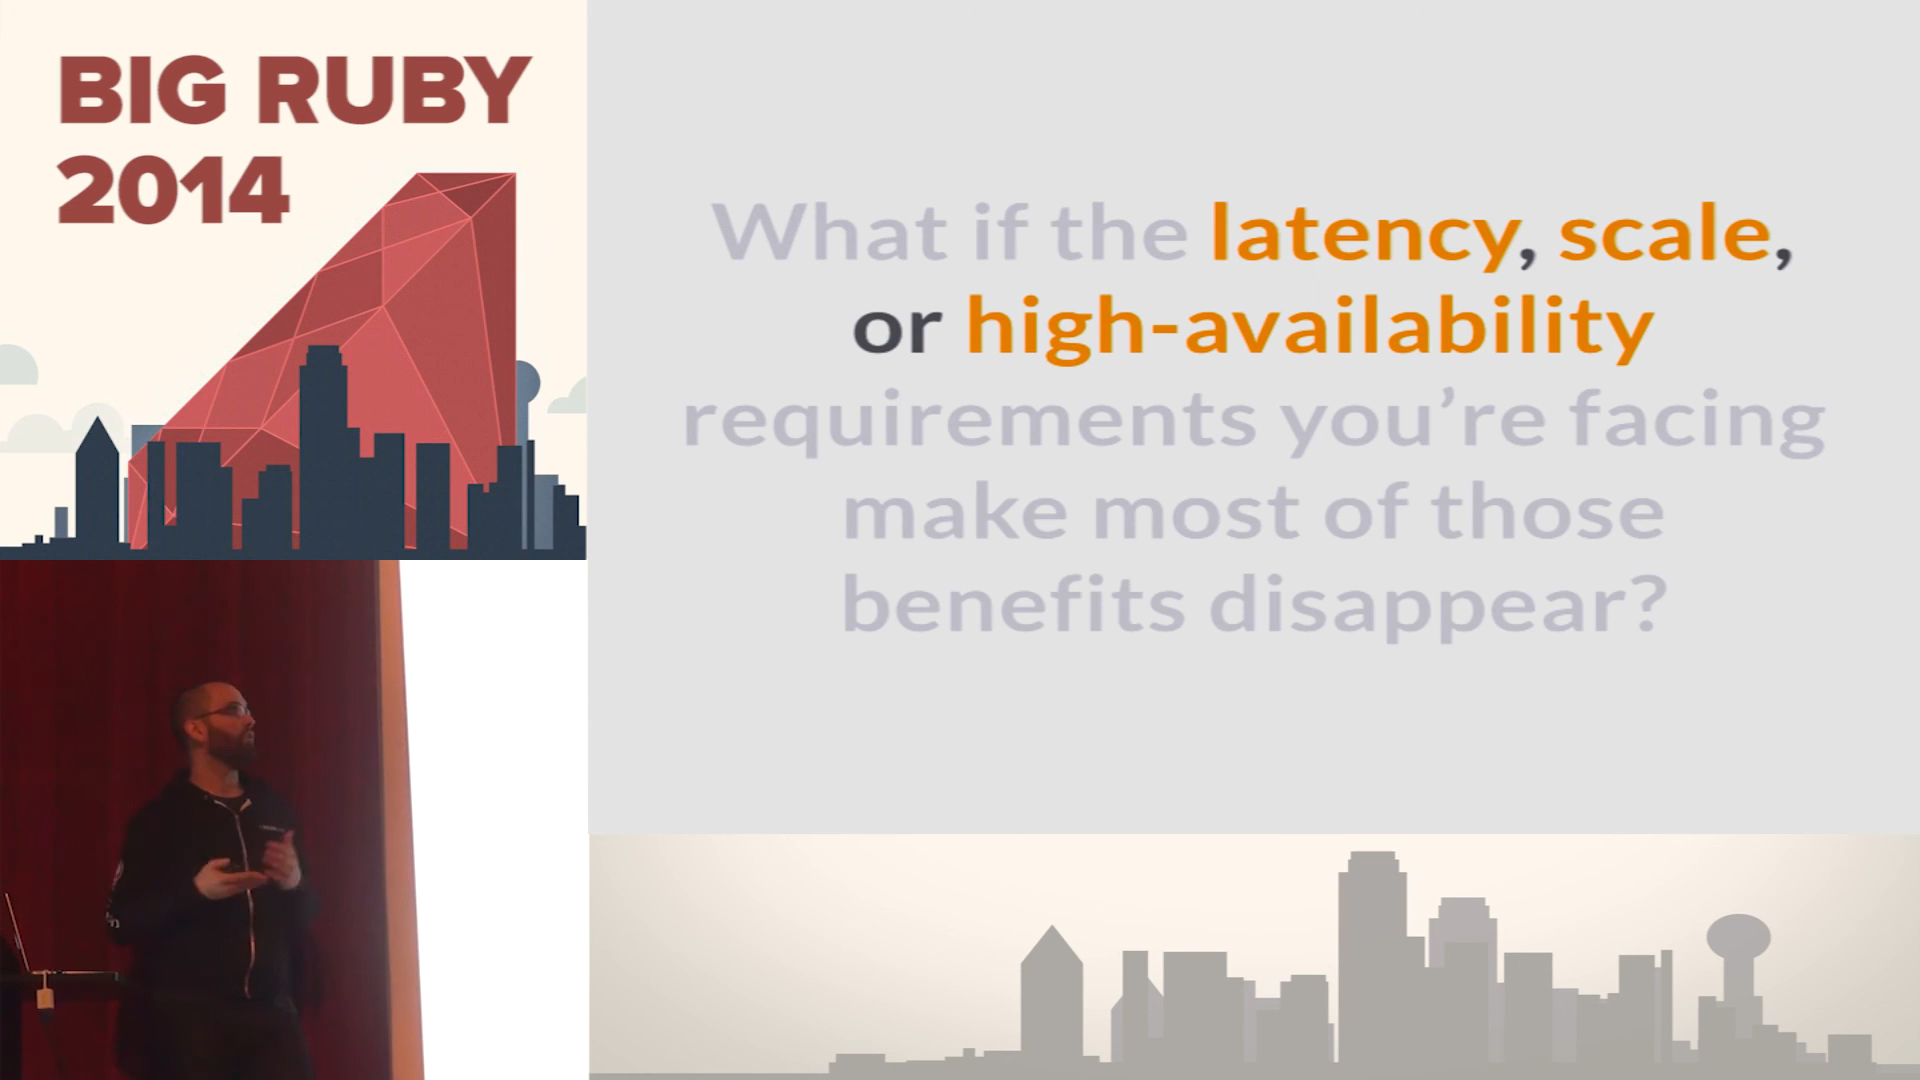 BIG RUBY
2014
What if the latency, scale,
or high-availability
requirements you're facing
make most of those
benefits disappear?